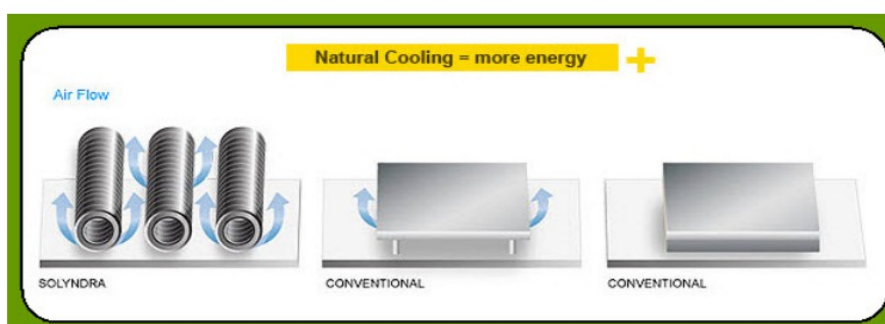 Natural Cooling = more energy +
Air Flow
SOLYNDRA
CONVENTIONAL
CONVENTIONAL